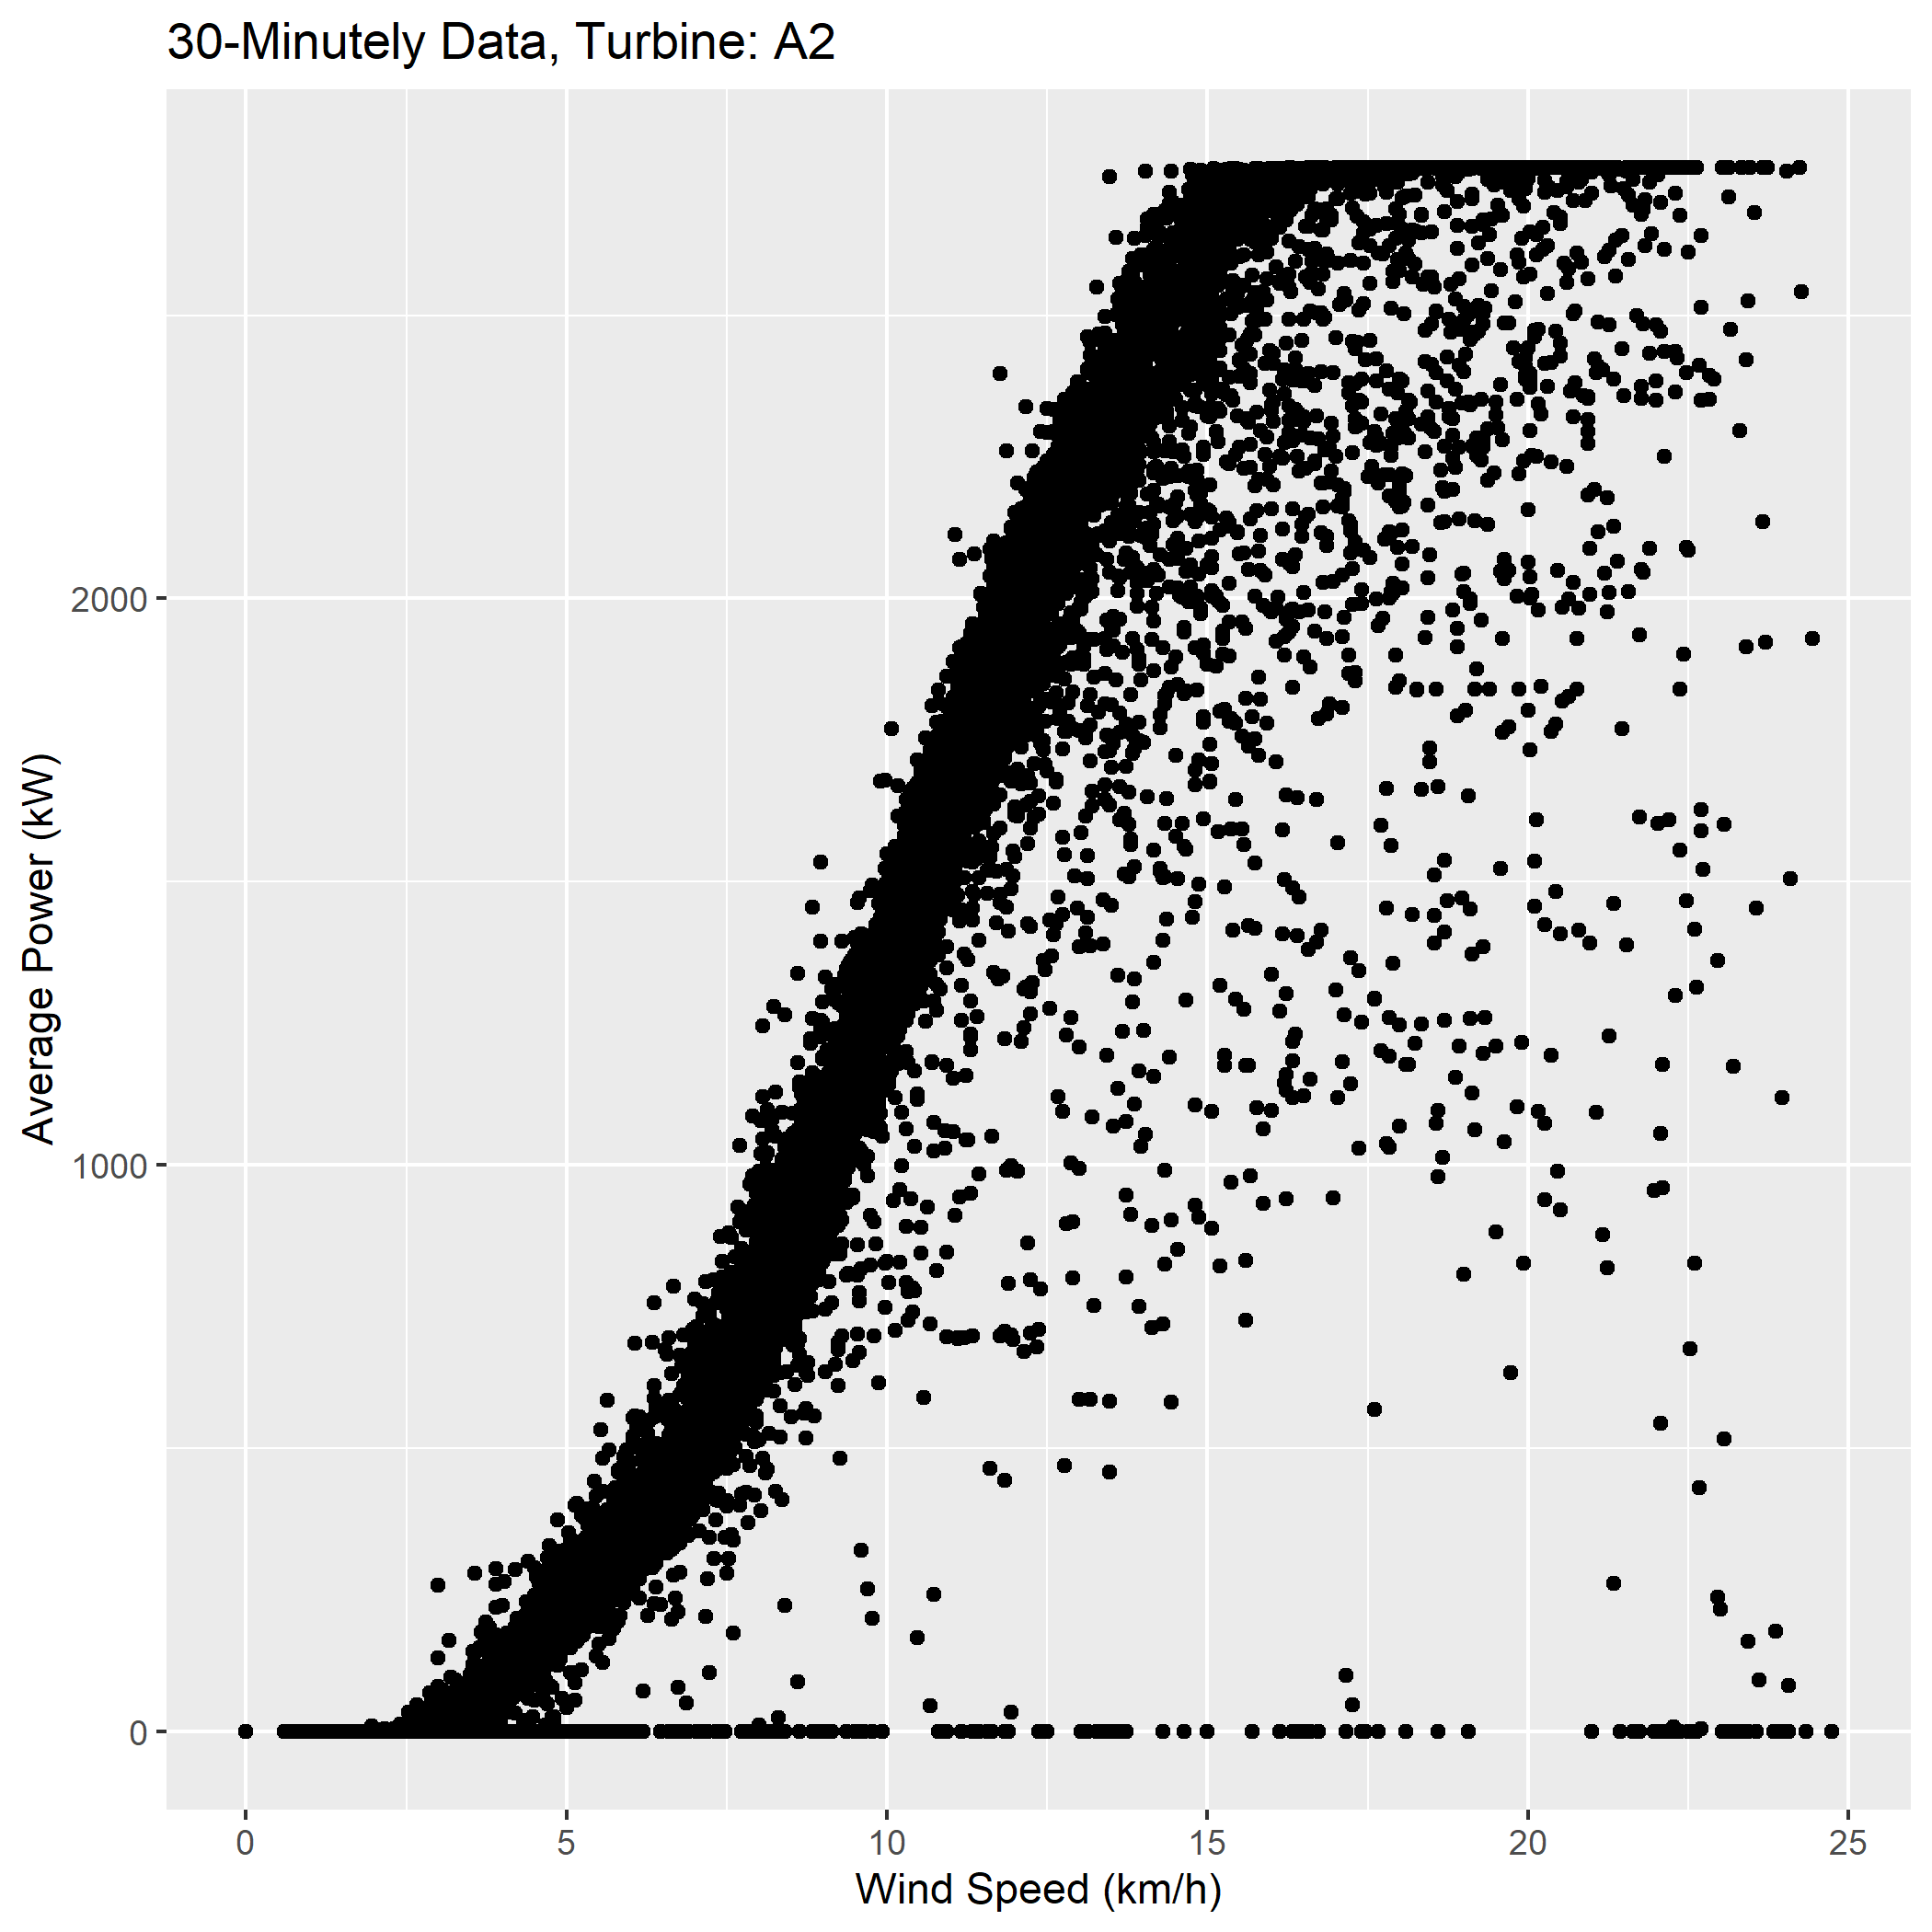 30-Minutely Data, Turbine: A2
Average Power (kW)
2000
1000
0
0 5 10 15 20 25
Wind Speed (km/h)